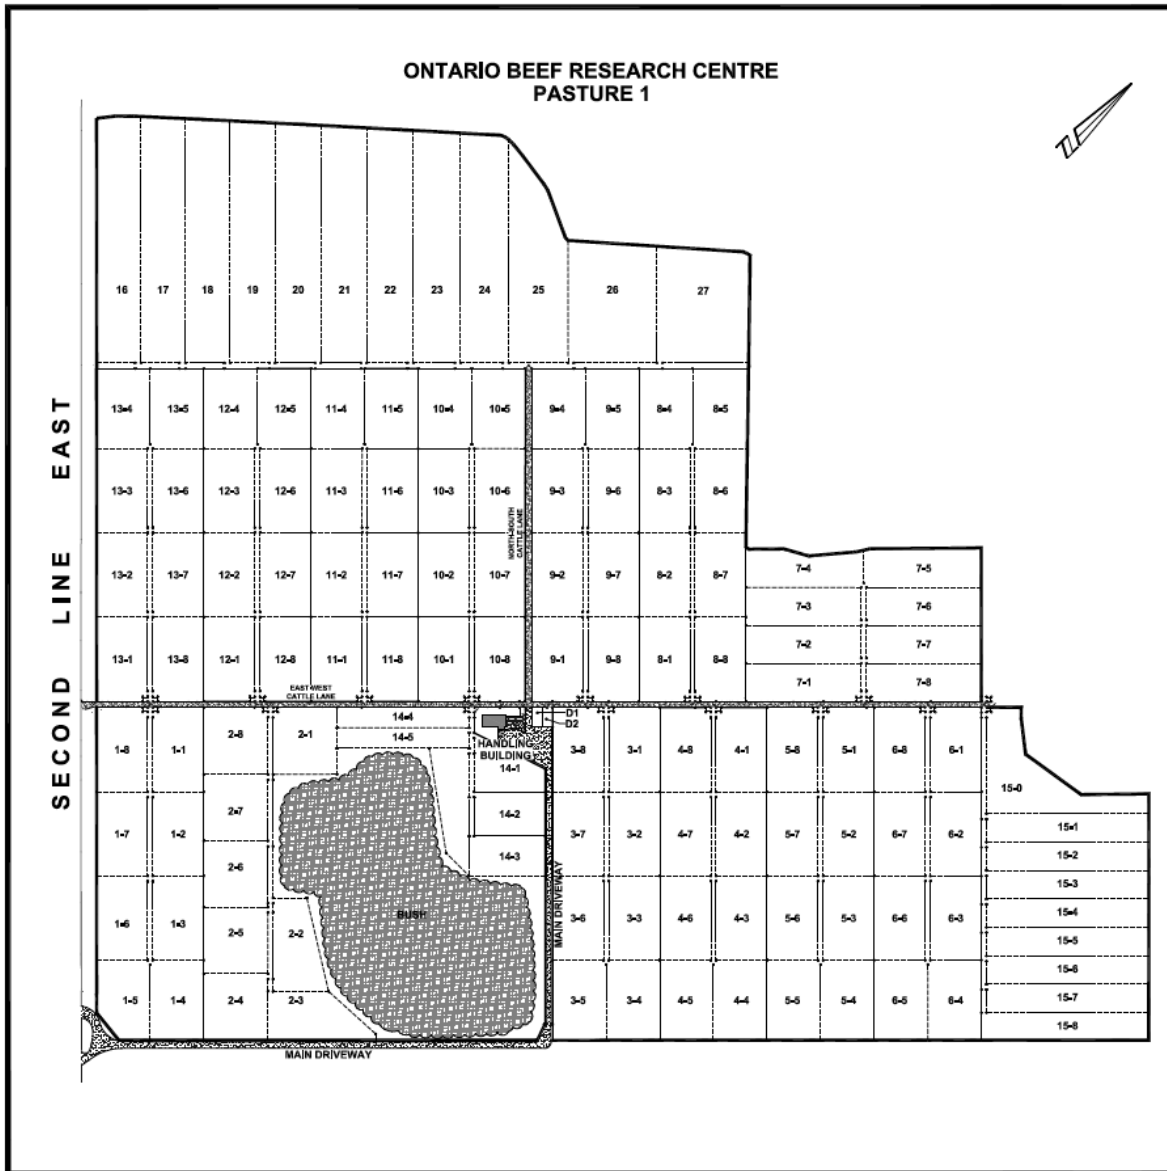 ONTARIO BEEF RESEARCH CENTRE
PASTURE 1
N
SECOND LINE EAST
16 17 18 19 20 21 22 23 24 25 26 27
13-4 13-5 12-4 12-5 11-4 11-5 10-4 10-5 9-4 9-5 8-4 8-5
13-3 13-6 12-3 12-6 11-3 11-6 10-3 10-6 9-3 9-6 8-3 8-6
NORTH-SOUTH
CATTLE LANE
13-2 13-7 12-2 12-7 11-2 11-7 10-2 10-7 9-2 9-7 8-2 8-7
7-4 7-5
7-3 7-6
7-2 7-7
7-1 7-8
13-1 13-8 12-1 12-8 11-1 11-8 10-1 10-8 9-1 9-8 8-1 8-8
EAST-WEST
CATTLE LANE
1-8 1-1 2-8 2-1 14-4
14-5
D1
D2
HANDLING
BUILDING
14-1
3-8 3-1 4-8 4-1 5-8 5-1 6-8 6-1
15-0
1-7 1-2 2-7 14-2
3-7 3-2 4-7 4-2 5-7 5-2 6-7 6-2
15-1
15-2
2-6 14-3
MAIN DRIVEWAY
15-3
1-6 1-3 2-5 2-2 BUSH
3-6 3-3 4-6 4-3 5-6 5-3 6-6 6-3
15-4
15-5
15-6
1-5 1-4 2-4 2-3
3-5 3-4 4-5 4-4 5-5 5-4 6-5 6-4
15-7
15-8
MAIN DRIVEWAY